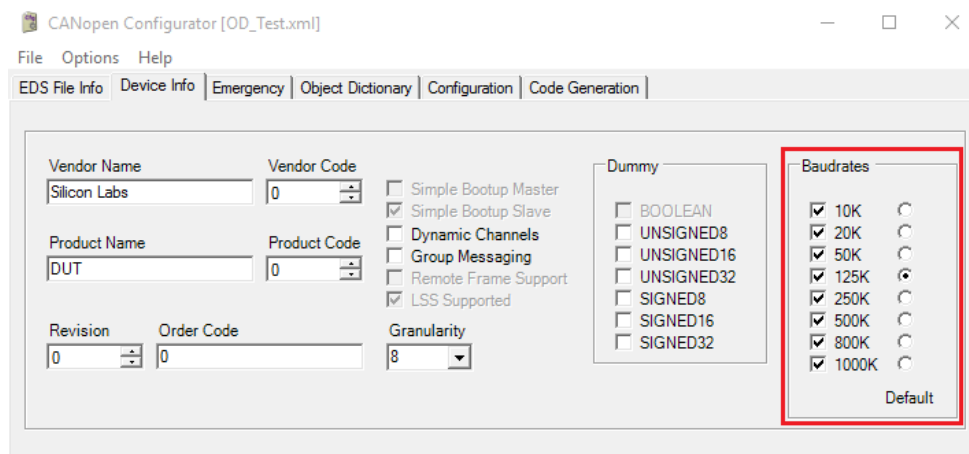 CANopen Configurator [OD_Test.xml]
File Options Help
EDS File Info Device Info Emergency Object Dictionary Configuration Code Generation
Vendor Name
Silicon Labs
Vendor Code
0
Product Name
DUT
Product Code
0
Revision
0
Order Code
0
Simple Bootup Master
Simple Bootup Slave
Dynamic Channels
Group Messaging
Remote Frame Support
LSS Supported
Granularity
8
Dummy
BOOLEAN
UNSIGNED8
UNSIGNED16
UNSIGNED32
SIGNED8
SIGNED16
SIGNED32
Baudrates
10K
20K
50K
125K
250K
500K
800K
1000K
Default